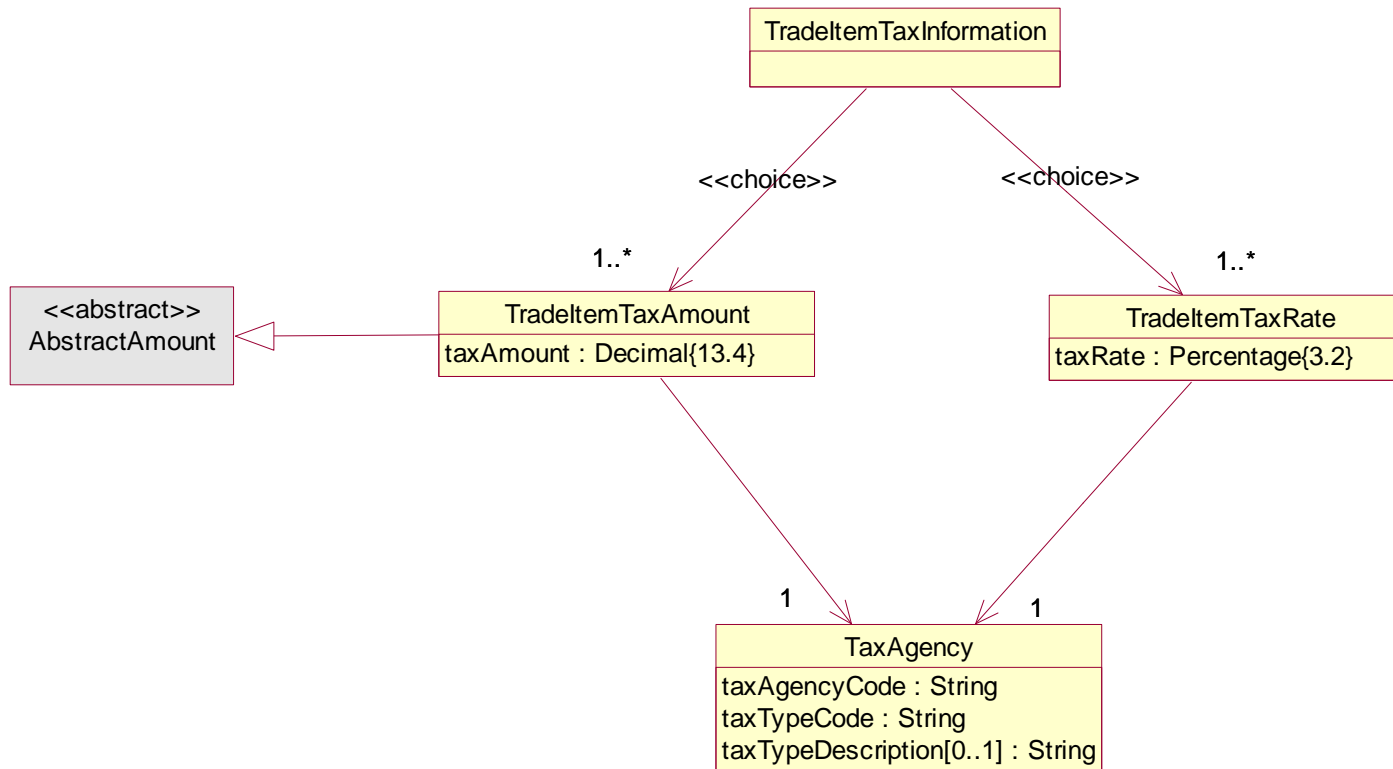 TradeItemTaxInformation
<<choice>>
<<choice>>
1..*
1..*
<<abstract>>
AbstractAmount
TradeItemTaxAmount
taxAmount : Decimal{13.4}
TradeItemTaxRate
taxRate : Percentage{3.2}
1
1
TaxAgency
taxAgencyCode : String
taxTypeCode : String
taxTypeDescription[0..1] : String